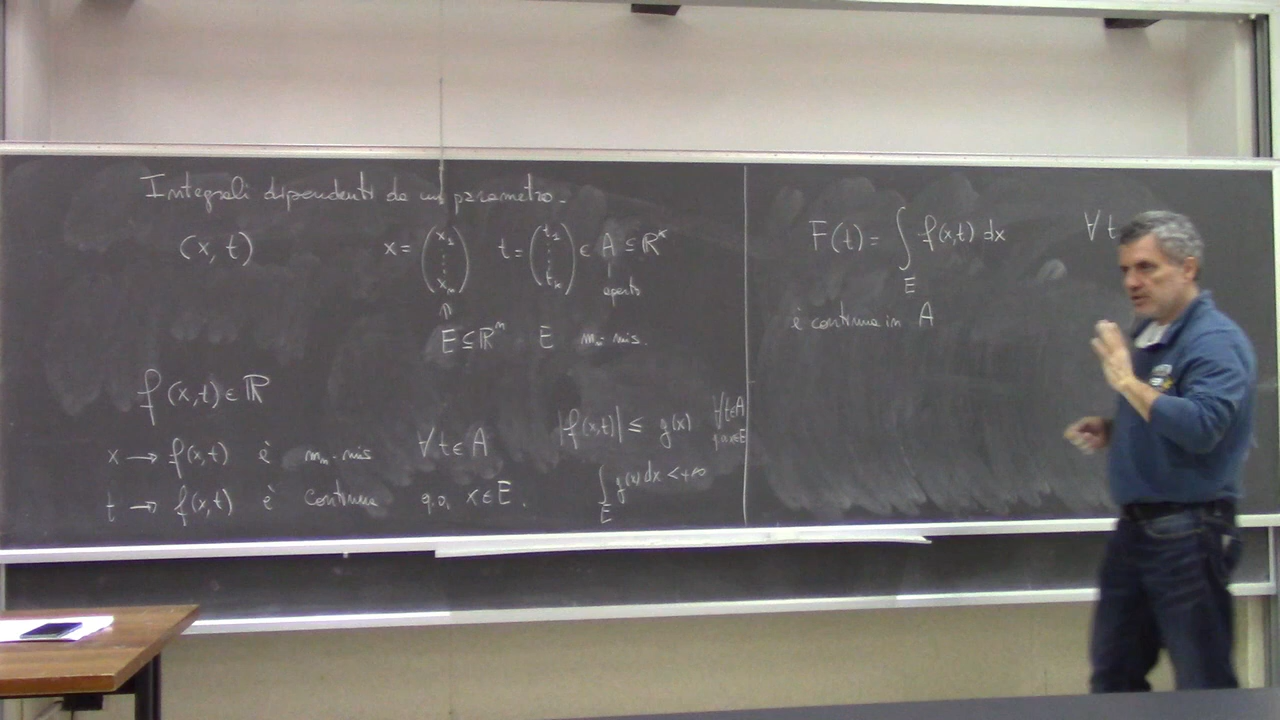 Integrali dipendenti da un parametro.
(x, t) x = (x₁ ⋮ xₙ) t = (t₁ ⋮ tₖ) ∈ A ⊆ ℝᵏ
aperto
E ⊆ ℝⁿ E mₙ-mis.
f(x,t) ∈ ℝ
x → f(x,t) è mₙ-mis ∀ t ∈ A
t → f(x,t) è continua q.o. x ∈ E.
|f(x,t)| ≤ g(x) ∀t∈A
q.o. x∈E
∫_E g(x) dx < +∞
F(t) = ∫_E f(x,t) dx ∀ t
è continua in A